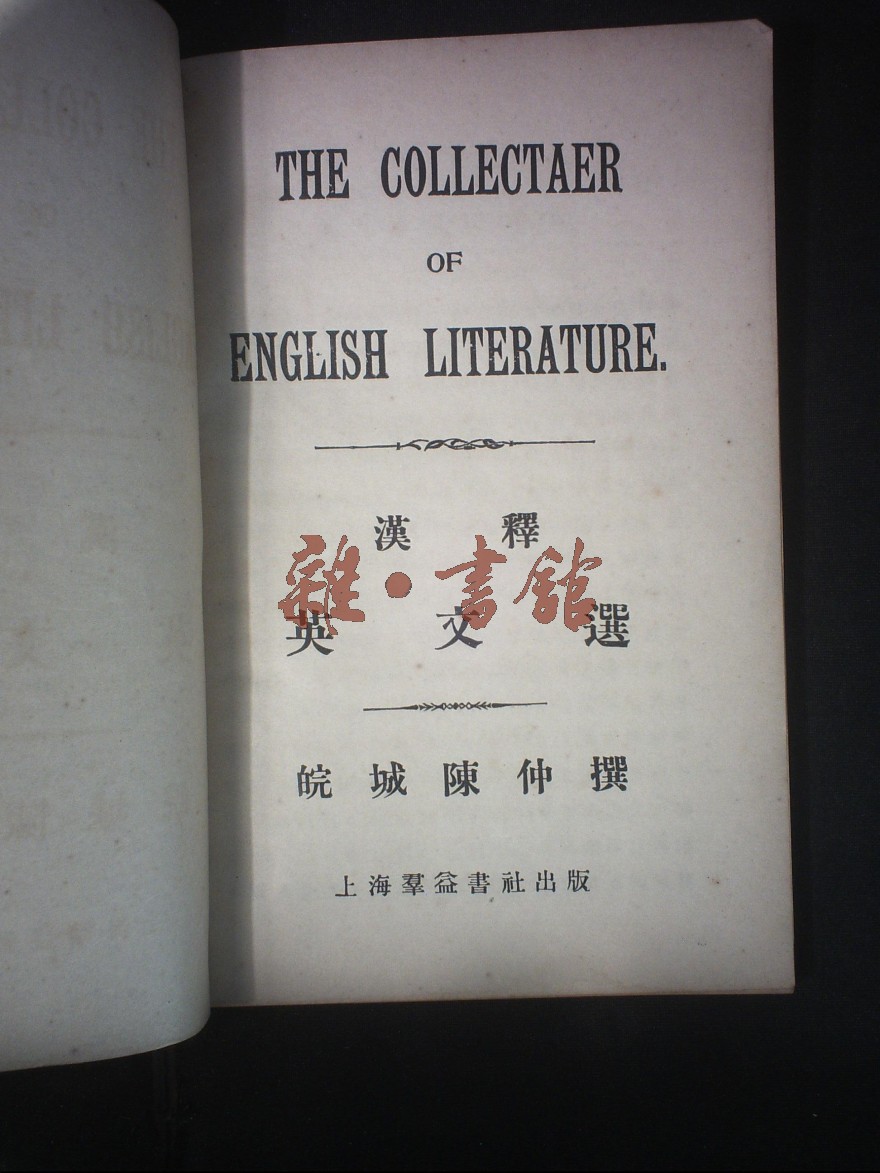 THE COLLECTAER
OF
ENGLISH LITERATURE.
漢釋
雜·書館
英文選
皖城陳仲撰
上海羣益書社出版